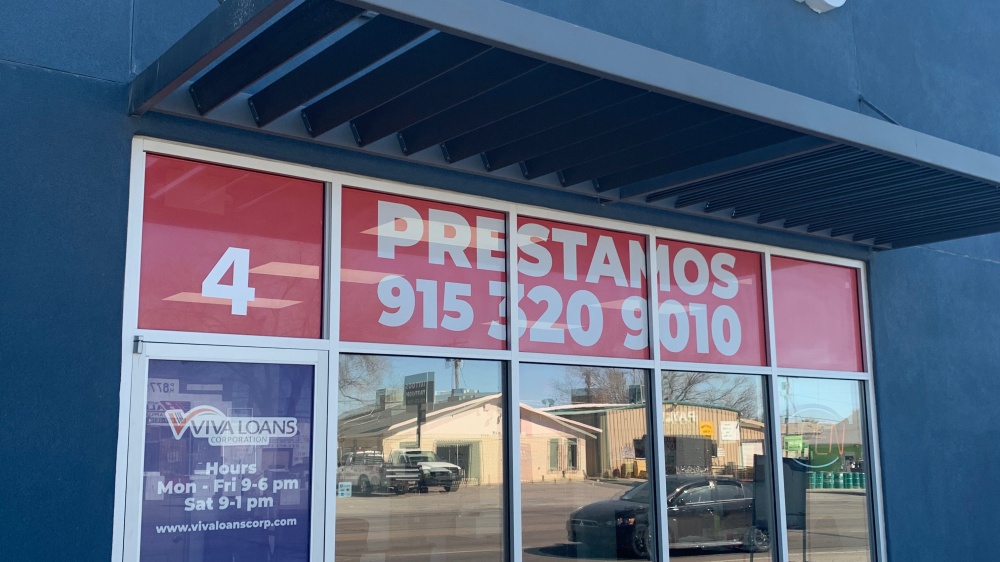 4
PRESTAMOS
915 320 9010
VIVA LOANS
CORPORATION
Hours
Mon - Fri 9-6 pm
Sat 9-1 pm
www.vivaloanscorp.com